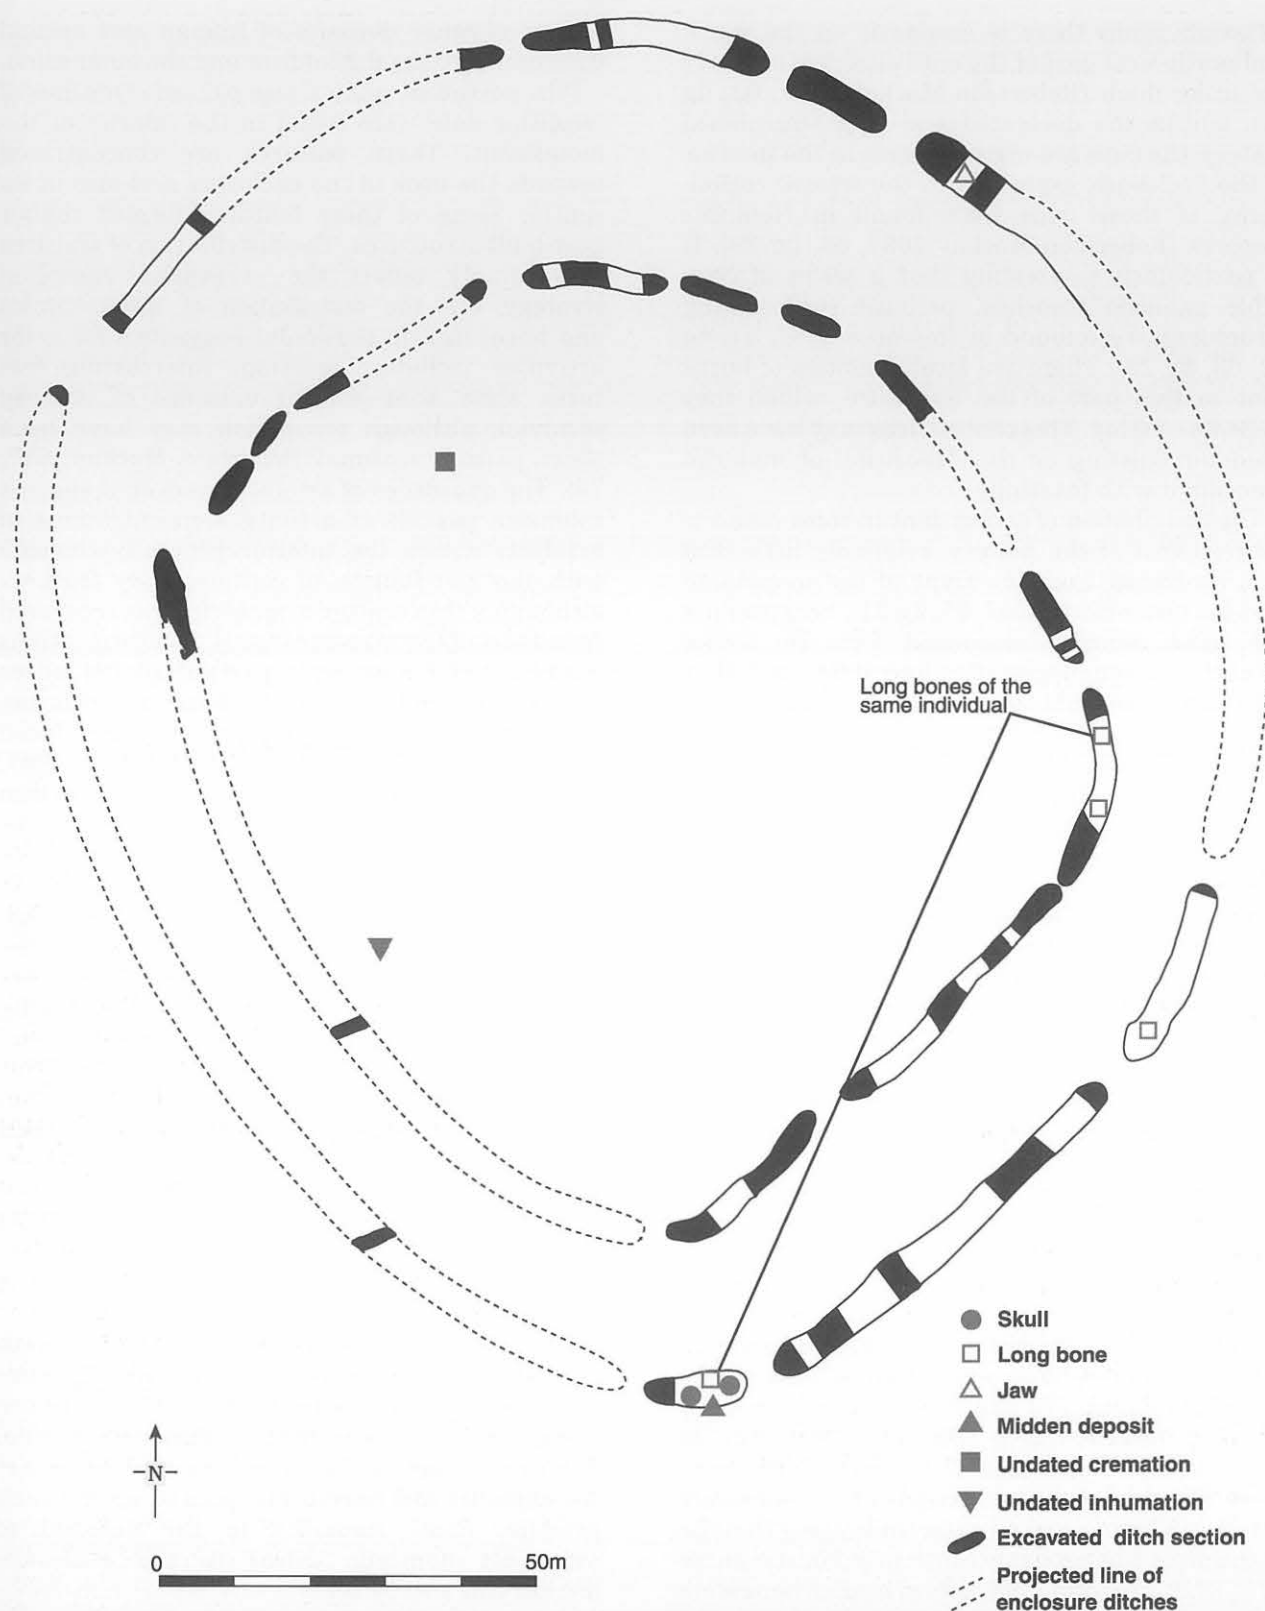 Long bones of the
same individual
Skull
Long bone
Jaw
Midden deposit
Undated cremation
Undated inhumation
Excavated ditch section
Projected line of
enclosure ditches
N
0 50m